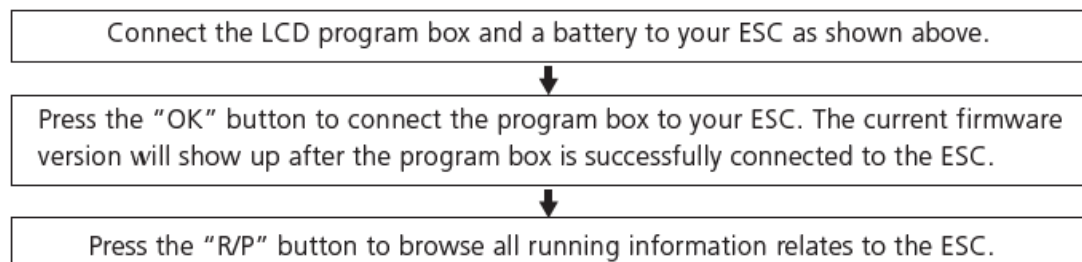 Connect the LCD program box and a battery to your ESC as shown above.
Press the “OK” button to connect the program box to your ESC. The current firmware
version will show up after the program box is successfully connected to the ESC.
Press the “R/P” button to browse all running information relates to the ESC.